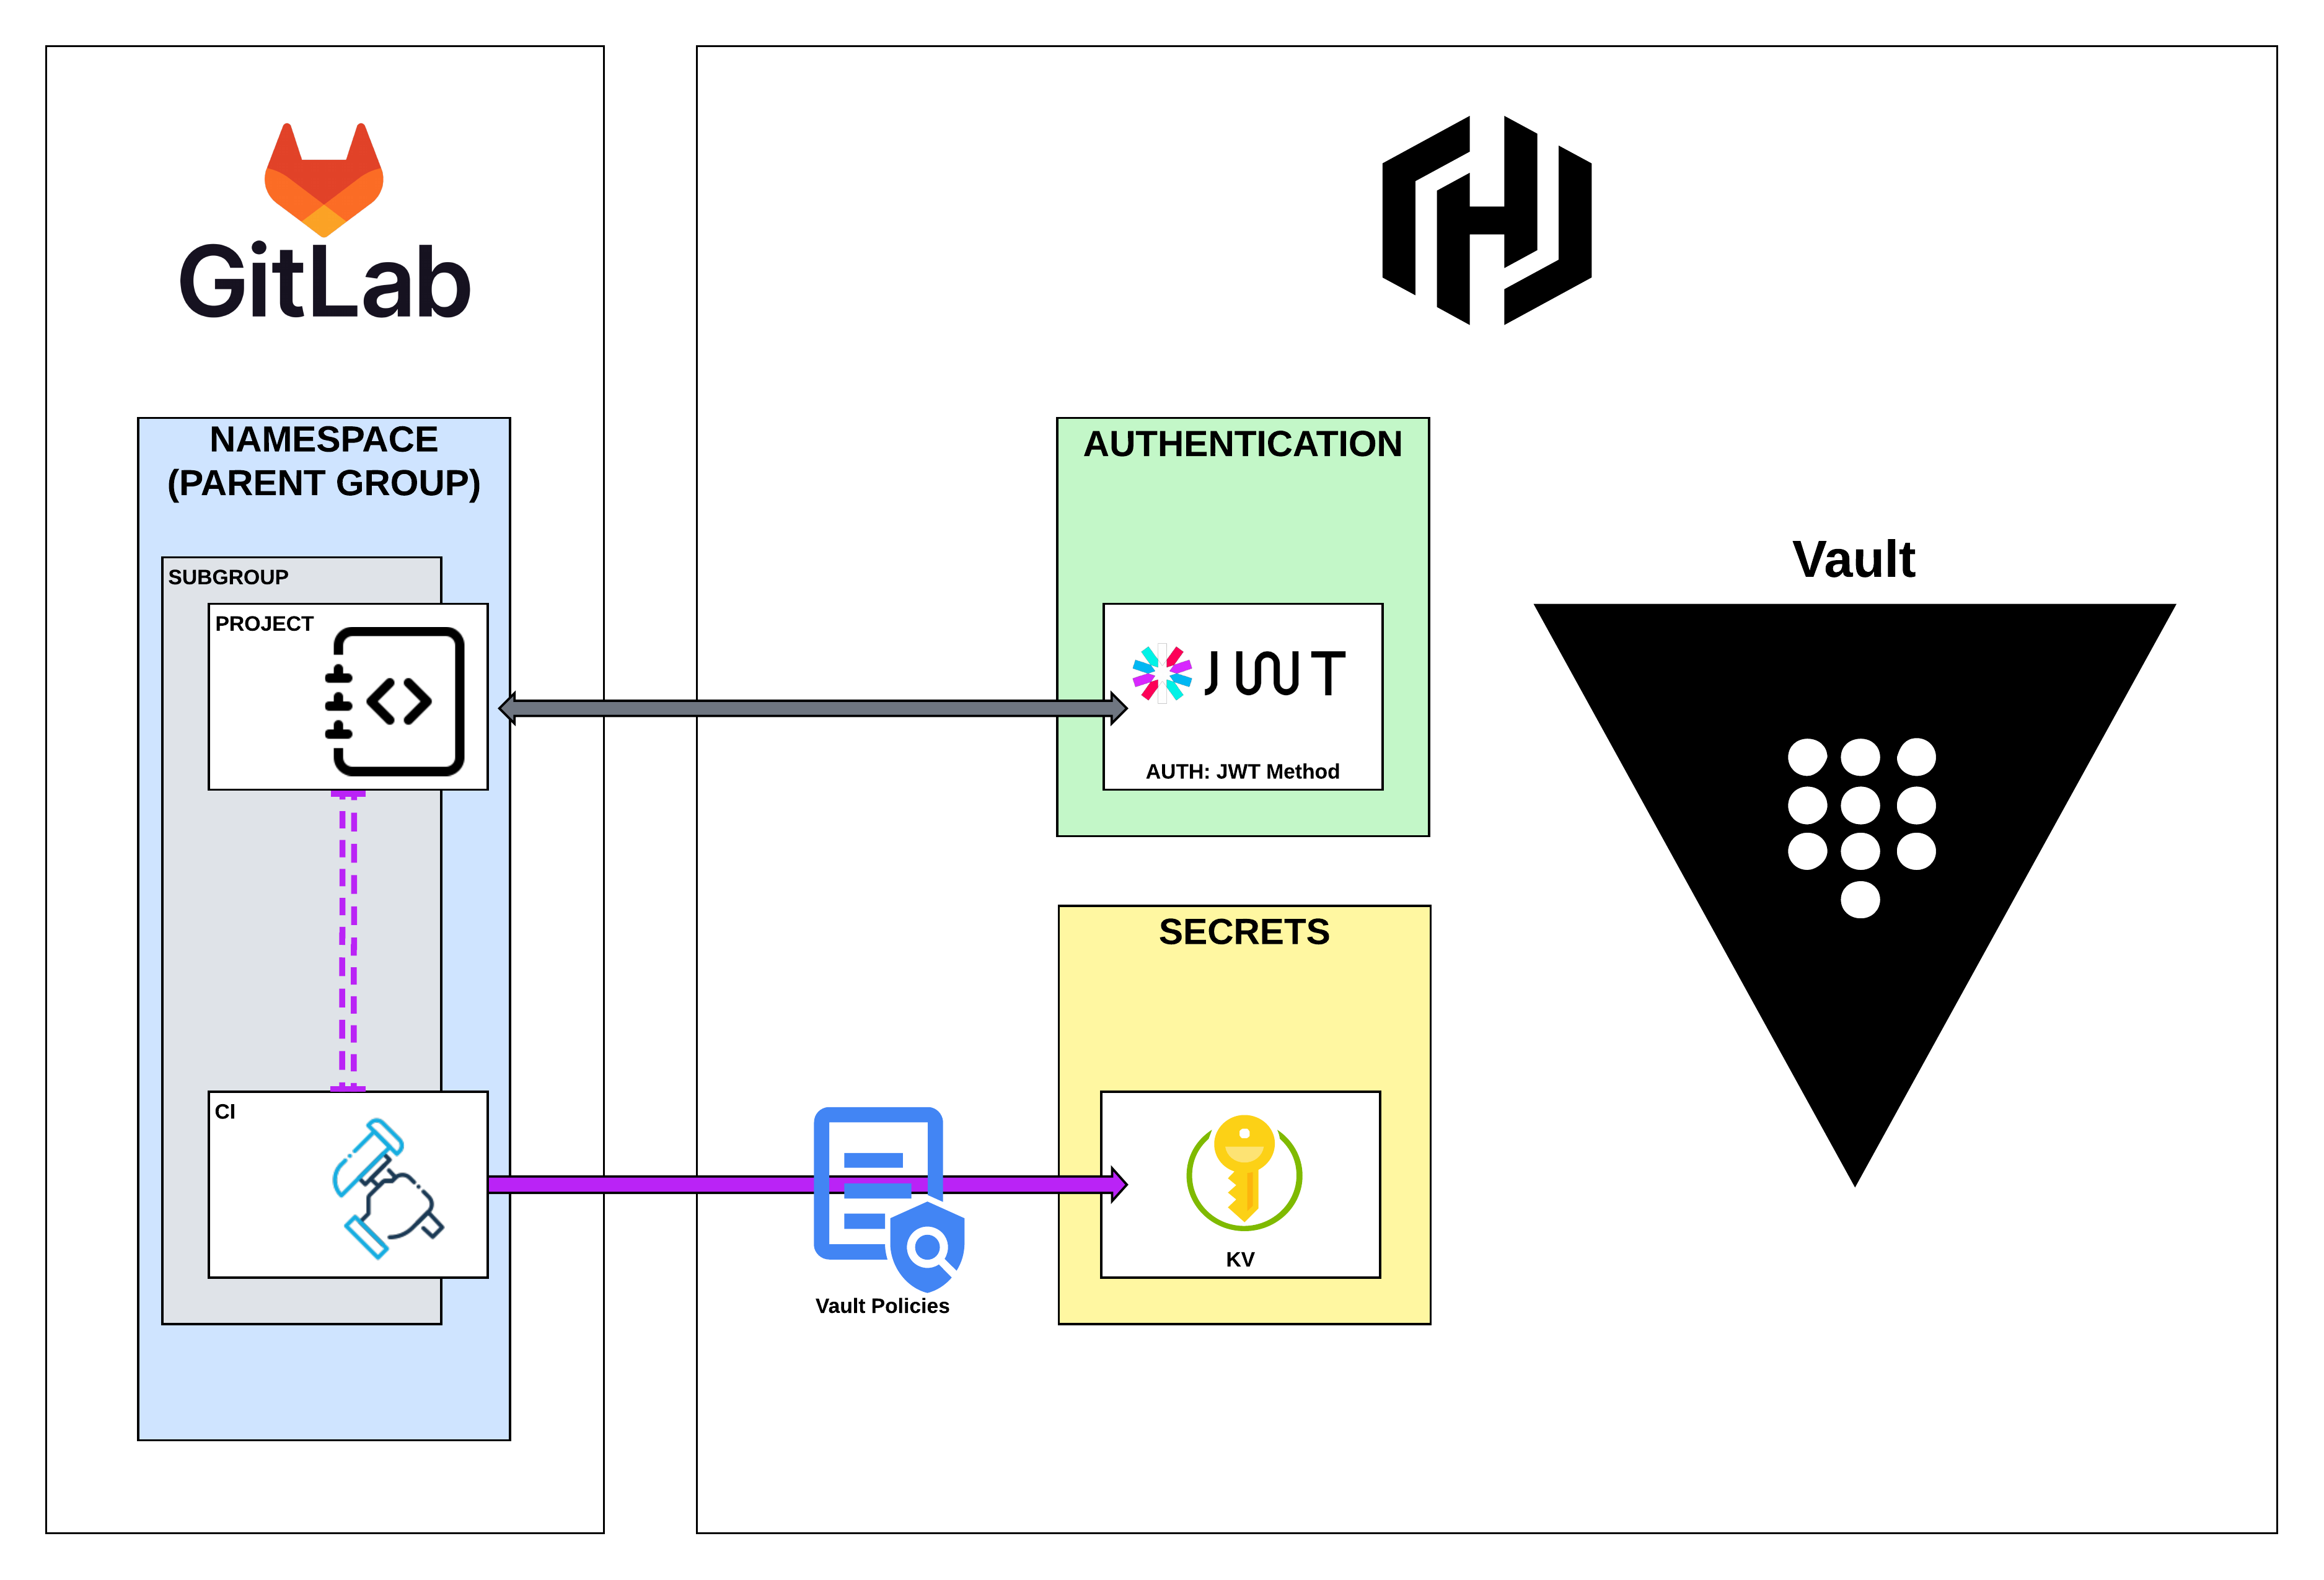 GitLab
NAMESPACE
(PARENT GROUP)
SUBGROUP
PROJECT
CI
AUTHENTICATION
JWT
AUTH: JWT Method
SECRETS
KV
Vault Policies
Vault